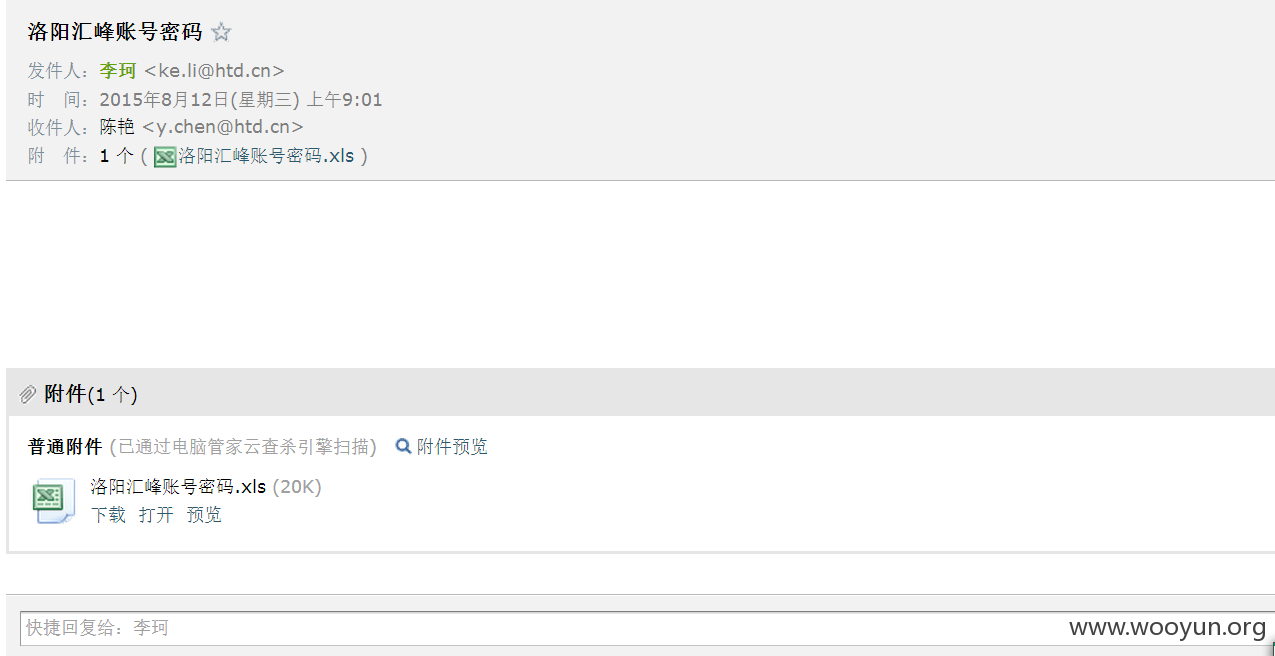 洛阳汇峰账号密码
发件人：李珂 <ke.li@htd.cn>
时 间：2015年8月12日(星期三) 上午9:01
收件人：陈艳 <y.chen@htd.cn>
附 件：1 个 ( 洛阳汇峰账号密码.xls )
附件(1 个)
普通附件 (已通过电脑管家云查杀引擎扫描) 附件预览
洛阳汇峰账号密码.xls (20K)
下载 打开 预览
快捷回复给：李珂
www.wooyun.org